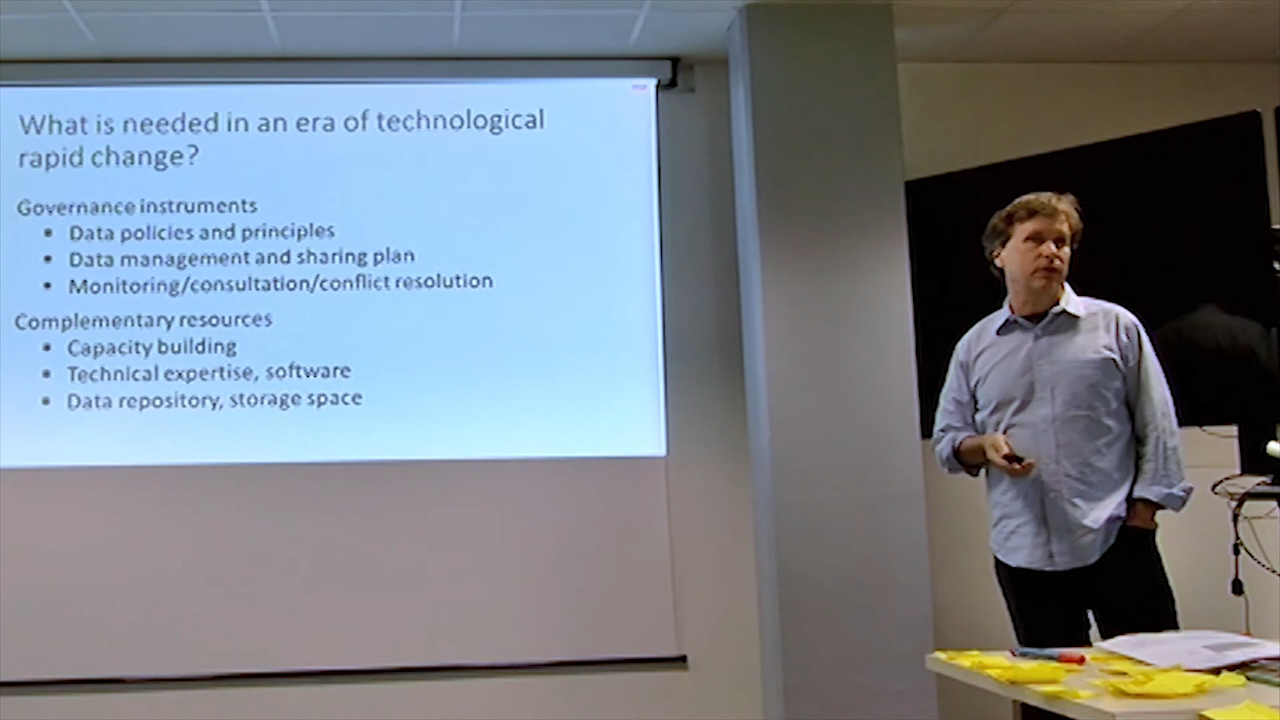 What is needed in an era of technological
rapid change?
Governance instruments
▪ Data policies and principles
▪ Data management and sharing plan
▪ Monitoring/consultation/conflict resolution
Complementary resources
▪ Capacity building
▪ Technical expertise, software
▪ Data repository, storage space